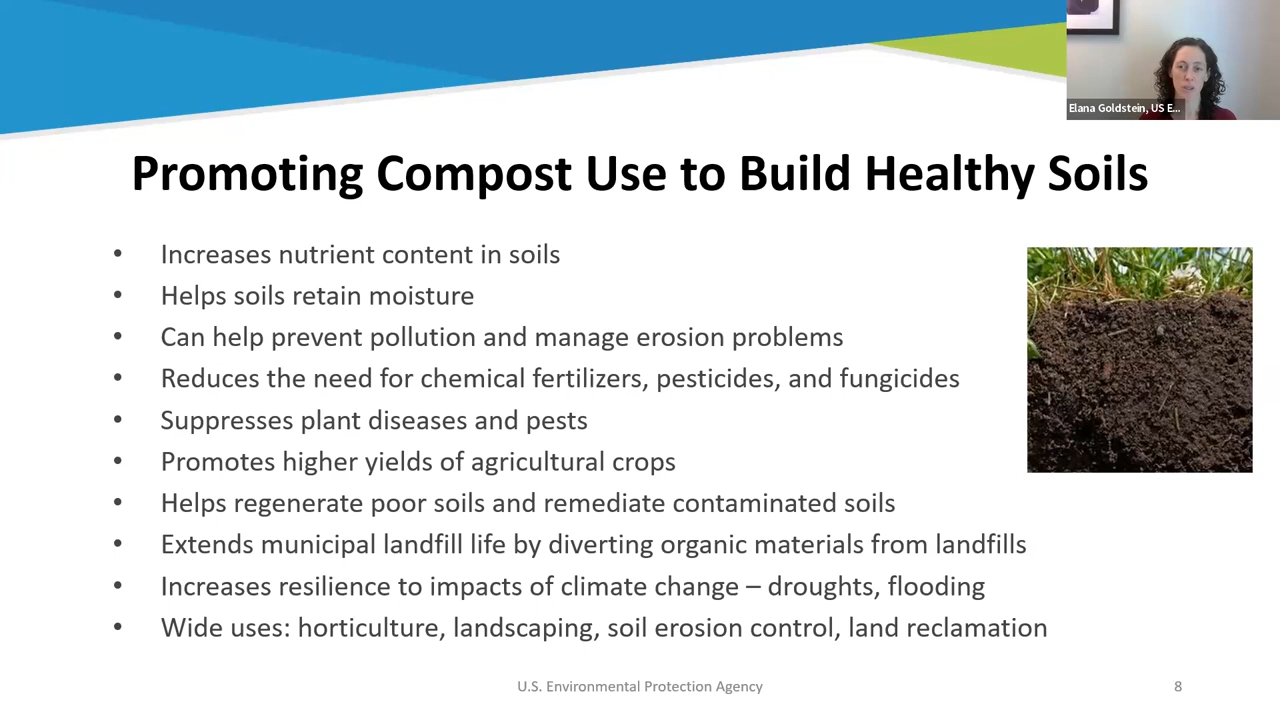 Elana Goldstein, US E...
Promoting Compost Use to Build Healthy Soils
• Increases nutrient content in soils
• Helps soils retain moisture
• Can help prevent pollution and manage erosion problems
• Reduces the need for chemical fertilizers, pesticides, and fungicides
• Suppresses plant diseases and pests
• Promotes higher yields of agricultural crops
• Helps regenerate poor soils and remediate contaminated soils
• Extends municipal landfill life by diverting organic materials from landfills
• Increases resilience to impacts of climate change – droughts, flooding
• Wide uses: horticulture, landscaping, soil erosion control, land reclamation
U.S. Environmental Protection Agency
8